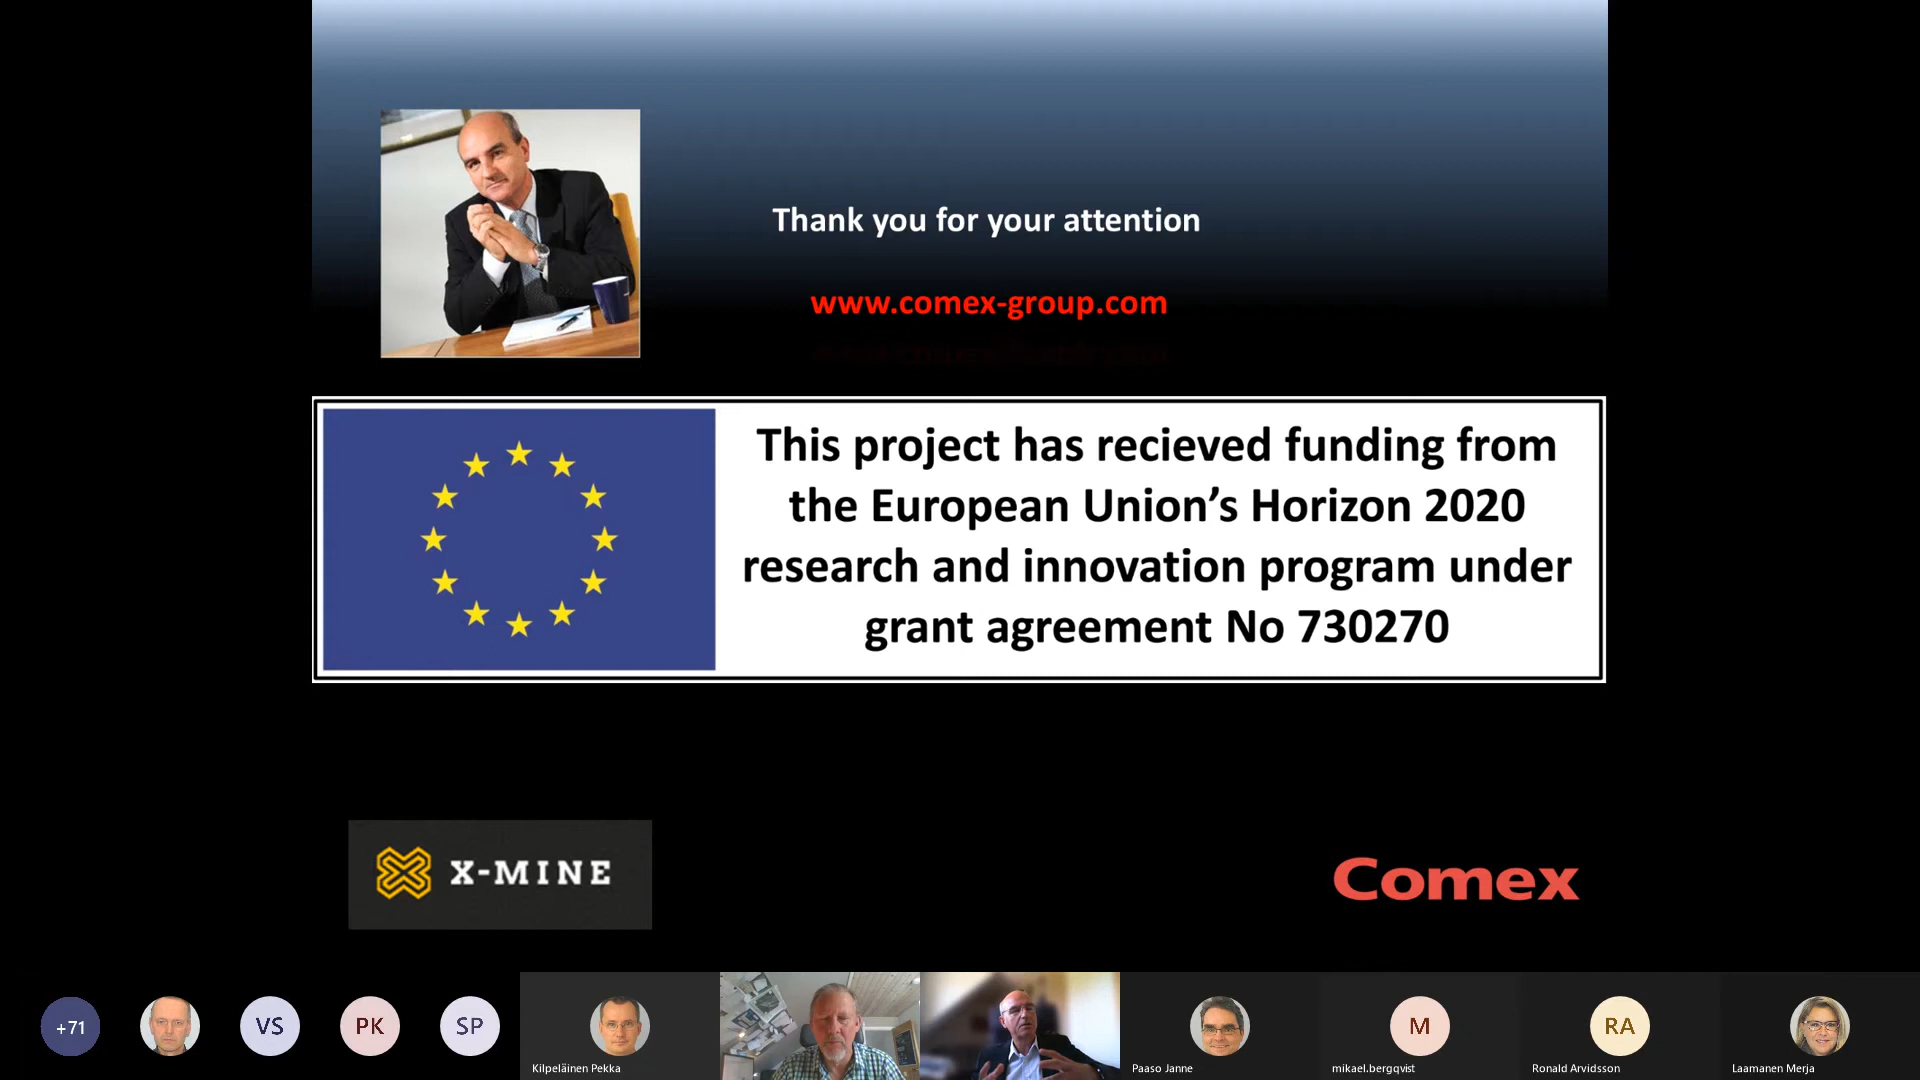 Thank you for your attention
www.comex-group.com
This project has recieved funding from
the European Union’s Horizon 2020
research and innovation program under
grant agreement No 730270
X-MINE
Comex
+71
VS
PK
SP
Kilpeläinen Pekka
Paaso Janne
M
mikael.bergqvist
RA
Ronald Arvidsson
Laamanen Merja